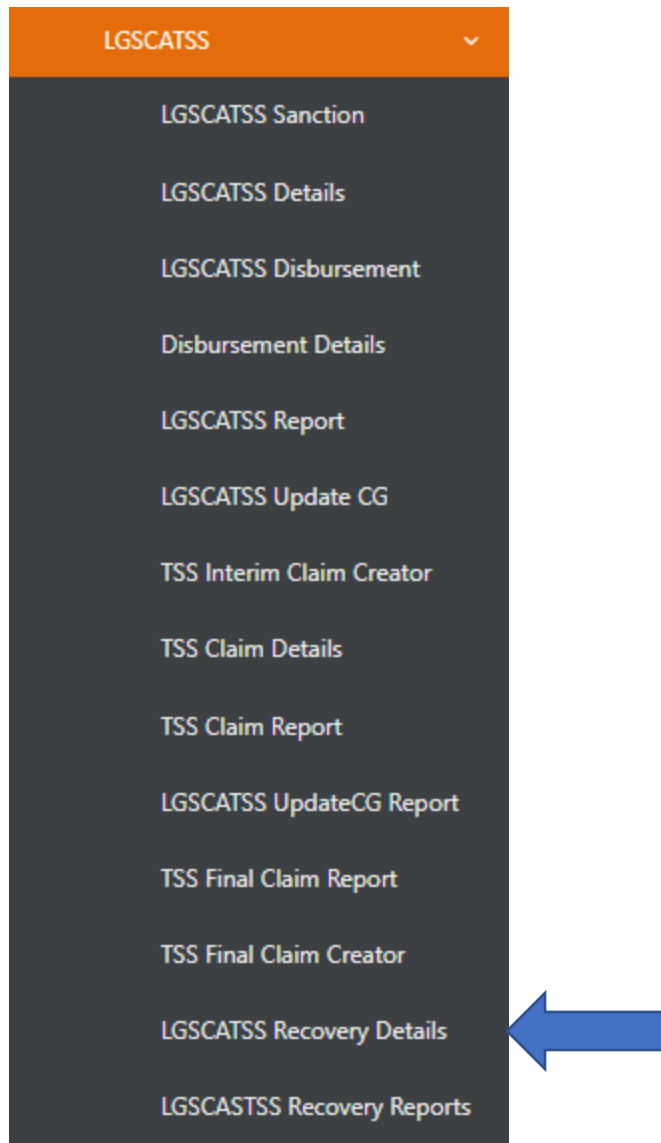 LGSCATSS
LGSCATSS Sanction
LGSCATSS Details
LGSCATSS Disbursement
Disbursement Details
LGSCATSS Report
LGSCATSS Update CG
TSS Interim Claim Creator
TSS Claim Details
TSS Claim Report
LGSCATSS UpdateCG Report
TSS Final Claim Report
TSS Final Claim Creator
LGSCATSS Recovery Details
LGSCASTSS Recovery Reports